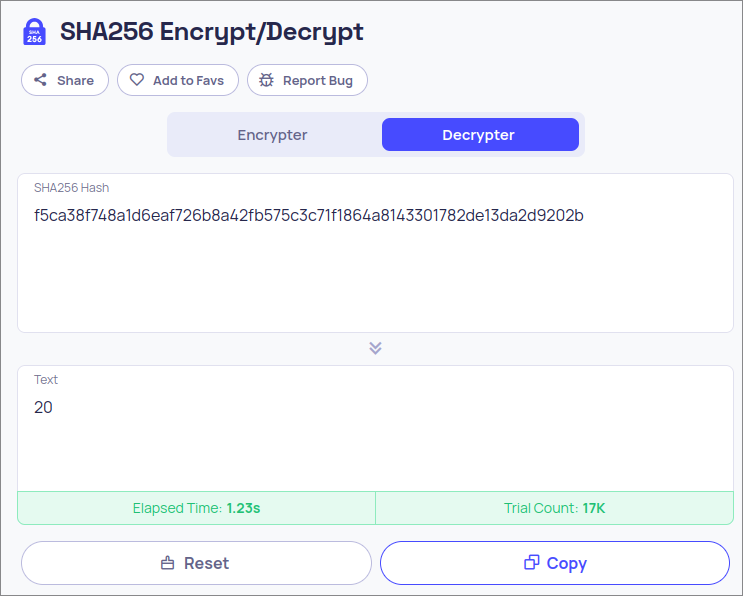 SHA
256
SHA256 Encrypt/Decrypt
Share
Add to Favs
Report Bug
Encrypter
Decrypter
SHA256 Hash
f5ca38f748a1d6eaf726b8a42fb575c3c71f1864a8143301782de13da2d9202b
Text
20
Elapsed Time: 1.23s
Trial Count: 17K
Reset
Copy